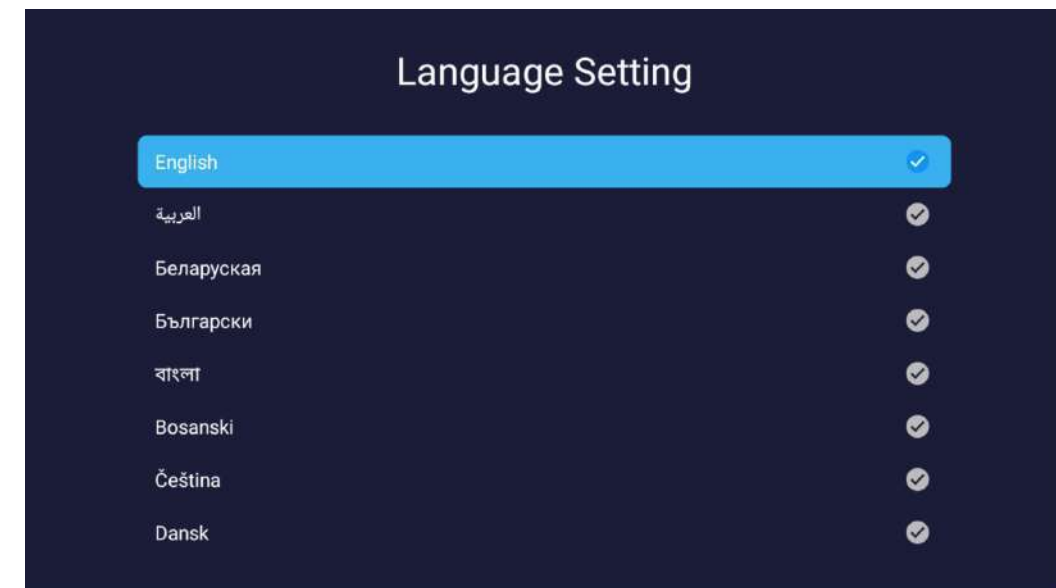 Language Setting
English
العربية
Беларуская
Български
বাংলা
Bosanski
Čeština
Dansk